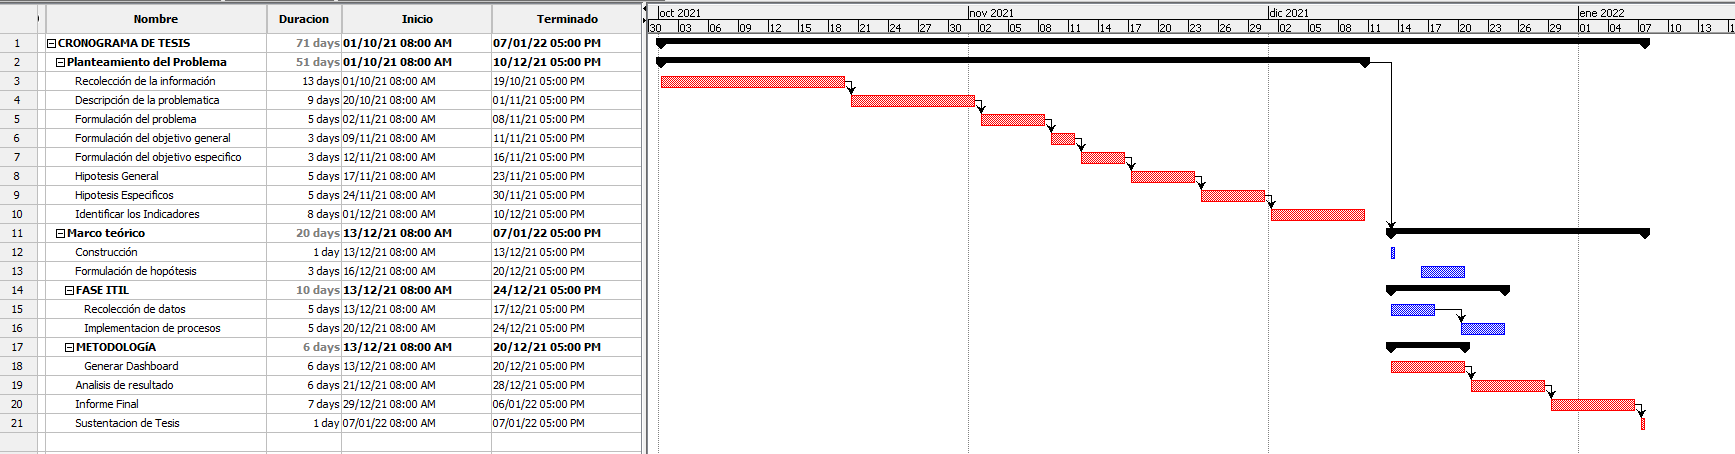 Nombre Duracion Inicio Terminado
oct 2021 nov 2021 dic 2021 ene 2022
30 03 06 09 12 15 18 21 24 27 30 02 05 08 11 14 17 20 23 26 29 02 05 08 11 14 17 20 23 26 29 01 04 07 10 13 1
1 CRONOGRAMA DE TESIS 71 days 01/10/21 08:00 AM 07/01/22 05:00 PM
2 Planteamiento del Problema 51 days 01/10/21 08:00 AM 10/12/21 05:00 PM
3 Recolección de la información 13 days 01/10/21 08:00 AM 19/10/21 05:00 PM
4 Descripción de la problematica 9 days 20/10/21 08:00 AM 01/11/21 05:00 PM
5 Formulación del problema 5 days 02/11/21 08:00 AM 08/11/21 05:00 PM
6 Formulación del objetivo general 3 days 09/11/21 08:00 AM 11/11/21 05:00 PM
7 Formulación del objetivo especifico 3 days 12/11/21 08:00 AM 16/11/21 05:00 PM
8 Hipotesis General 5 days 17/11/21 08:00 AM 23/11/21 05:00 PM
9 Hipotesis Especificos 5 days 24/11/21 08:00 AM 30/11/21 05:00 PM
10 Identificar los Indicadores 8 days 01/12/21 08:00 AM 10/12/21 05:00 PM
11 Marco teórico 20 days 13/12/21 08:00 AM 07/01/22 05:00 PM
12 Construcción 1 day 13/12/21 08:00 AM 13/12/21 05:00 PM
13 Formulación de hopótesis 3 days 16/12/21 08:00 AM 20/12/21 05:00 PM
14 FASE ITIL 10 days 13/12/21 08:00 AM 24/12/21 05:00 PM
15 Recolección de datos 5 days 13/12/21 08:00 AM 17/12/21 05:00 PM
16 Implementacion de procesos 5 days 20/12/21 08:00 AM 24/12/21 05:00 PM
17 METODOLOGíA 6 days 13/12/21 08:00 AM 20/12/21 05:00 PM
18 Generar Dashboard 6 days 13/12/21 08:00 AM 20/12/21 05:00 PM
19 Analisis de resultado 6 days 21/12/21 08:00 AM 28/12/21 05:00 PM
20 Informe Final 7 days 29/12/21 08:00 AM 06/01/22 05:00 PM
21 Sustentacion de Tesis 1 day 07/01/22 08:00 AM 07/01/22 05:00 PM